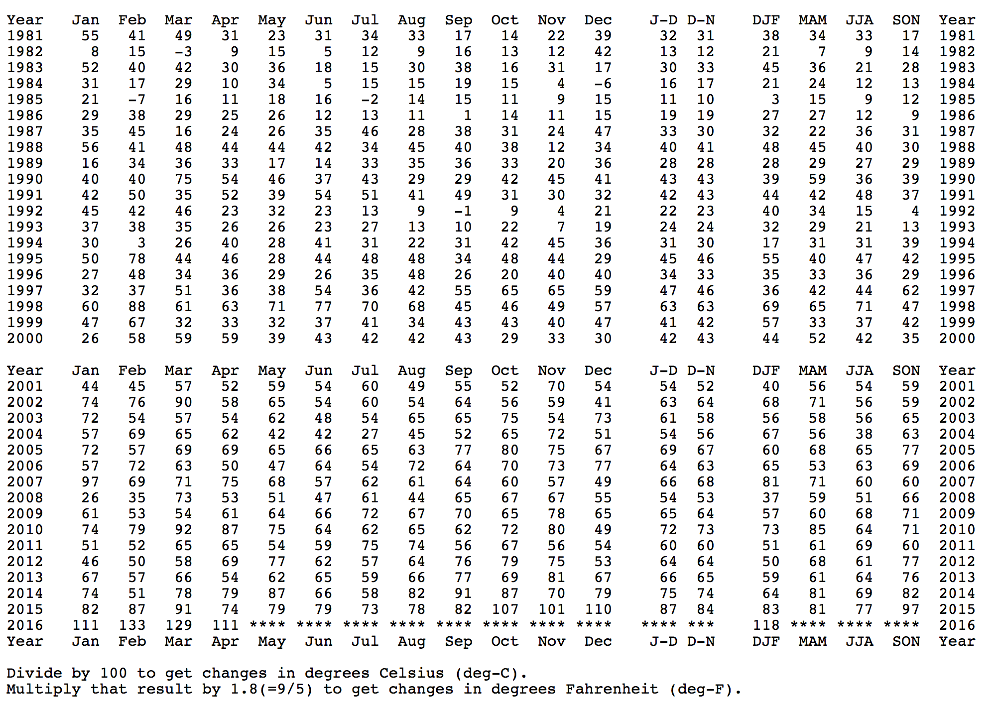 Year Jan Feb Mar Apr May Jun Jul Aug Sep Oct Nov Dec J-D D-N DJF MAM JJA SON Year
1981 55 41 49 31 23 31 34 33 17 14 22 39 32 31 38 34 33 17 1981
1982 8 15 -3 9 15 5 12 9 16 13 12 42 13 12 21 7 9 14 1982
1983 52 40 42 30 36 18 15 30 38 16 31 17 30 33 45 36 21 28 1983
1984 31 17 29 10 34 5 15 15 19 15 4 -6 16 17 21 24 12 13 1984
1985 21 -7 16 11 18 16 -2 14 15 11 9 15 11 10 3 15 9 12 1985
1986 29 38 29 25 26 12 13 11 1 14 11 15 19 19 27 27 12 9 1986
1987 35 45 16 24 26 35 46 28 38 31 24 47 33 30 32 22 36 31 1987
1988 56 41 48 44 44 42 34 45 40 38 12 34 40 41 48 45 40 30 1988
1989 16 34 36 33 17 14 33 35 36 33 20 36 28 28 28 29 27 29 1989
1990 40 40 75 54 46 37 43 29 29 42 45 41 43 43 39 59 36 39 1990
1991 42 50 35 52 39 54 51 41 49 31 30 32 42 43 44 42 48 37 1991
1992 45 42 46 23 32 23 13 9 -1 9 4 21 22 23 40 34 15 4 1992
1993 37 38 35 26 26 23 27 13 10 22 7 19 24 24 32 29 21 13 1993
1994 30 3 26 40 28 41 31 22 31 42 45 36 31 30 17 31 31 39 1994
1995 50 78 44 46 28 44 48 48 34 48 44 29 45 46 55 40 47 42 1995
1996 27 48 34 36 29 26 35 48 26 20 40 40 34 33 35 33 36 29 1996
1997 32 37 51 36 38 54 36 42 55 65 65 59 47 46 36 42 44 62 1997
1998 60 88 61 63 71 77 70 68 45 46 49 57 63 63 69 65 71 47 1998
1999 47 67 32 33 32 37 41 34 43 43 40 47 41 42 57 33 37 42 1999
2000 26 58 59 59 39 43 42 42 43 29 33 30 42 43 44 52 42 35 2000
Year Jan Feb Mar Apr May Jun Jul Aug Sep Oct Nov Dec J-D D-N DJF MAM JJA SON Year
2001 44 45 57 52 59 54 60 49 55 52 70 54 54 52 40 56 54 59 2001
2002 74 76 90 58 65 54 60 54 64 56 59 41 63 64 68 71 56 59 2002
2003 72 54 57 54 62 48 54 65 65 75 54 73 61 58 56 58 56 65 2003
2004 57 69 65 62 42 42 27 45 52 65 72 51 54 56 67 56 38 63 2004
2005 72 57 69 69 65 66 65 63 77 80 75 67 69 67 60 68 65 77 2005
2006 57 72 63 50 47 64 54 72 64 70 73 77 64 63 65 53 63 69 2006
2007 97 69 71 75 68 57 62 61 64 60 57 49 66 68 81 71 60 60 2007
2008 26 35 73 53 51 47 61 44 65 67 67 55 54 53 37 59 51 66 2008
2009 61 53 54 61 64 66 72 67 70 65 78 65 65 64 57 60 68 71 2009
2010 74 79 92 87 75 64 62 65 62 72 80 49 72 73 73 85 64 71 2010
2011 51 52 65 65 54 59 75 74 56 67 56 54 60 60 51 61 69 60 2011
2012 46 50 58 69 77 62 57 64 76 79 75 53 64 64 50 68 61 77 2012
2013 67 57 66 54 62 65 59 66 77 69 81 67 66 65 59 61 64 76 2013
2014 74 51 78 79 87 66 58 82 91 87 70 79 75 74 64 81 69 82 2014
2015 82 87 91 74 79 79 73 78 82 107 101 110 87 84 83 81 77 97 2015
2016 111 133 129 111 **** **** **** **** **** **** **** **** **** *** 118 **** **** **** 2016
Year Jan Feb Mar Apr May Jun Jul Aug Sep Oct Nov Dec J-D D-N DJF MAM JJA SON Year
Divide by 100 to get changes in degrees Celsius (deg-C).
Multiply that result by 1.8(=9/5) to get changes in degrees Fahrenheit (deg-F).